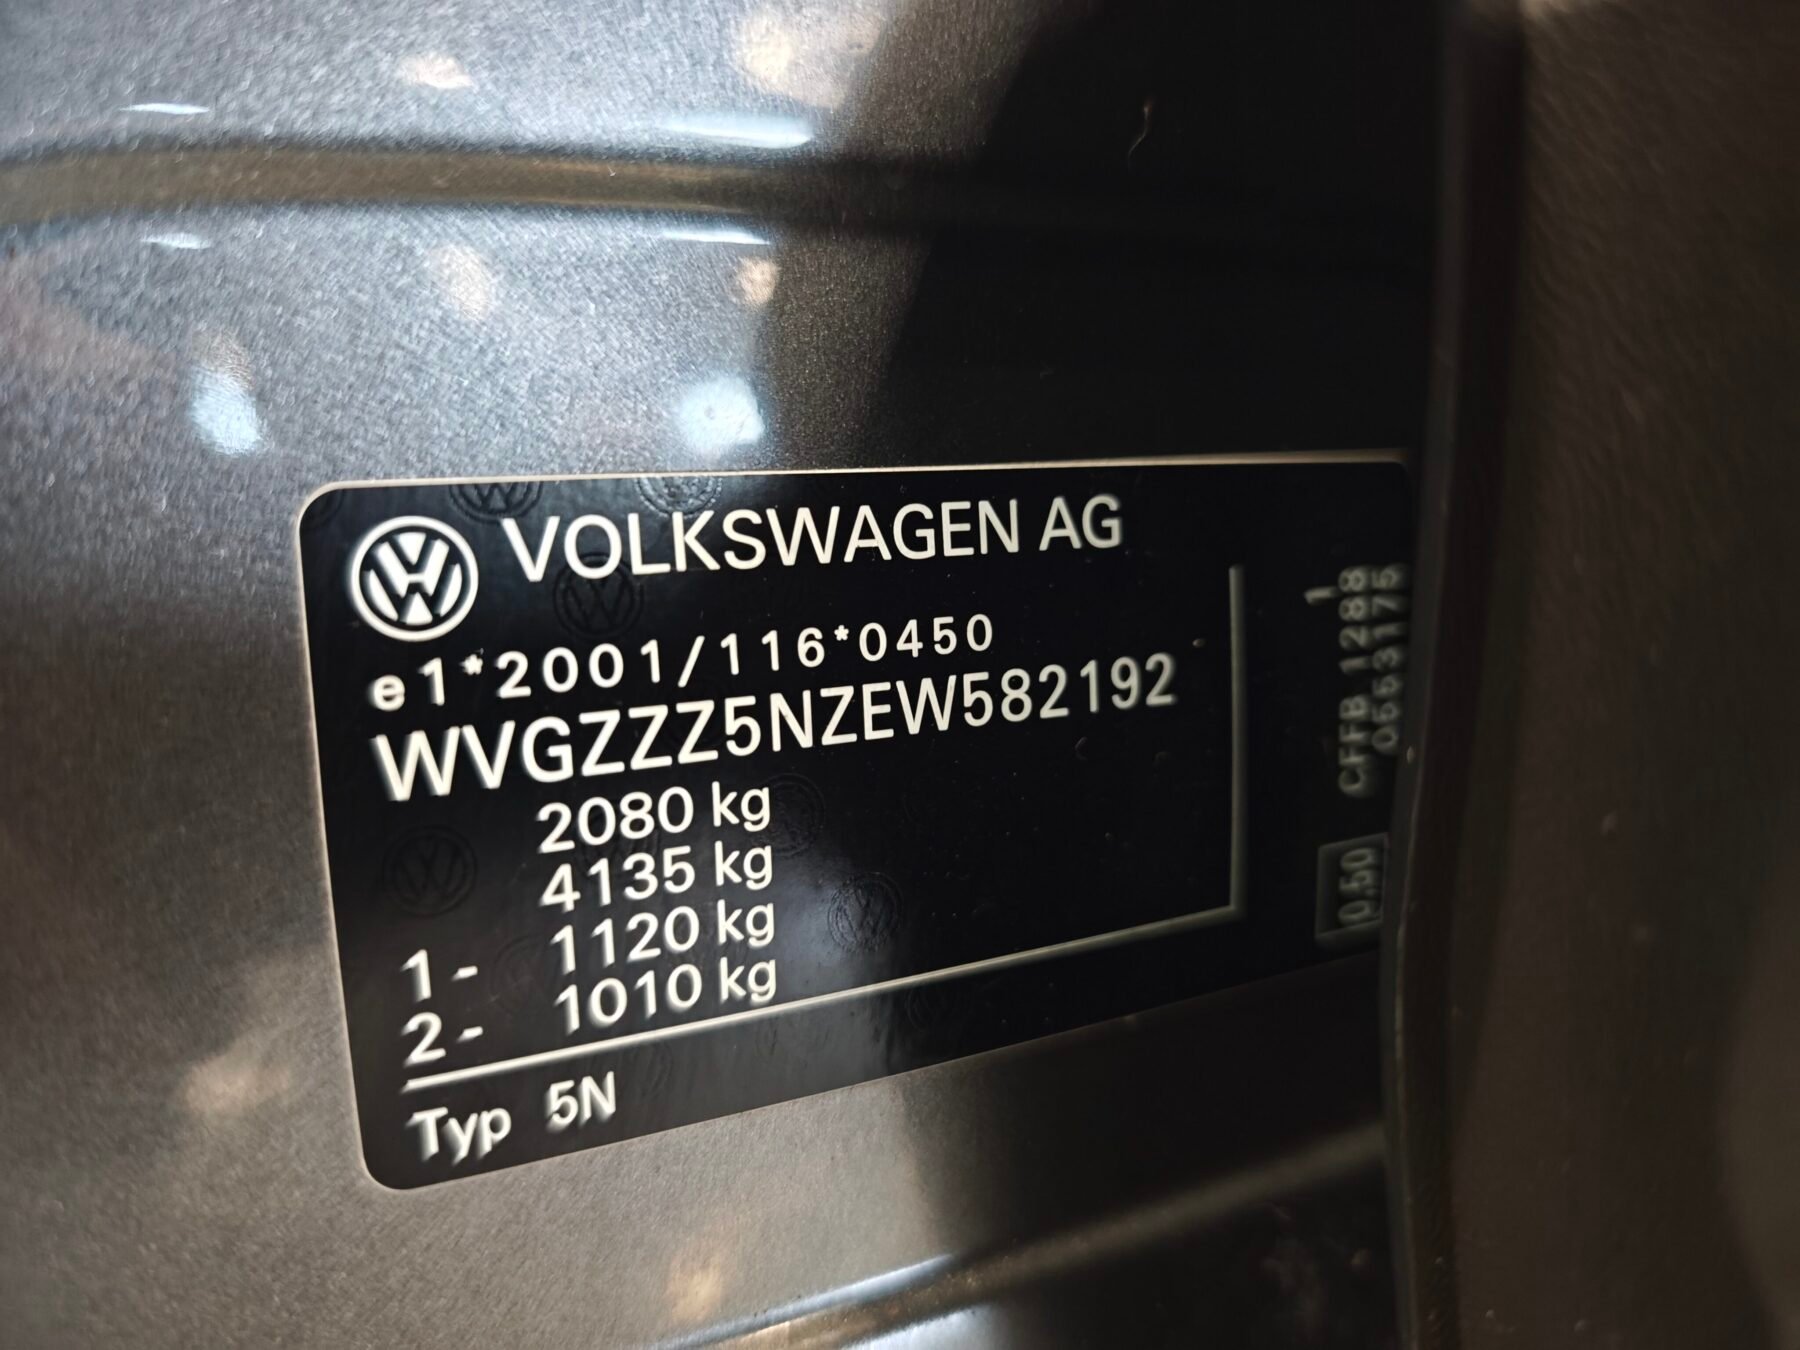 VOLKSWAGEN AG
e1*2001/116*0450
WVGZZZ5NZEW582192
2080 kg
4135 kg
1- 1120 kg
2- 1010 kg
Typ 5N
1
CFFB 1288
0553175
0.50